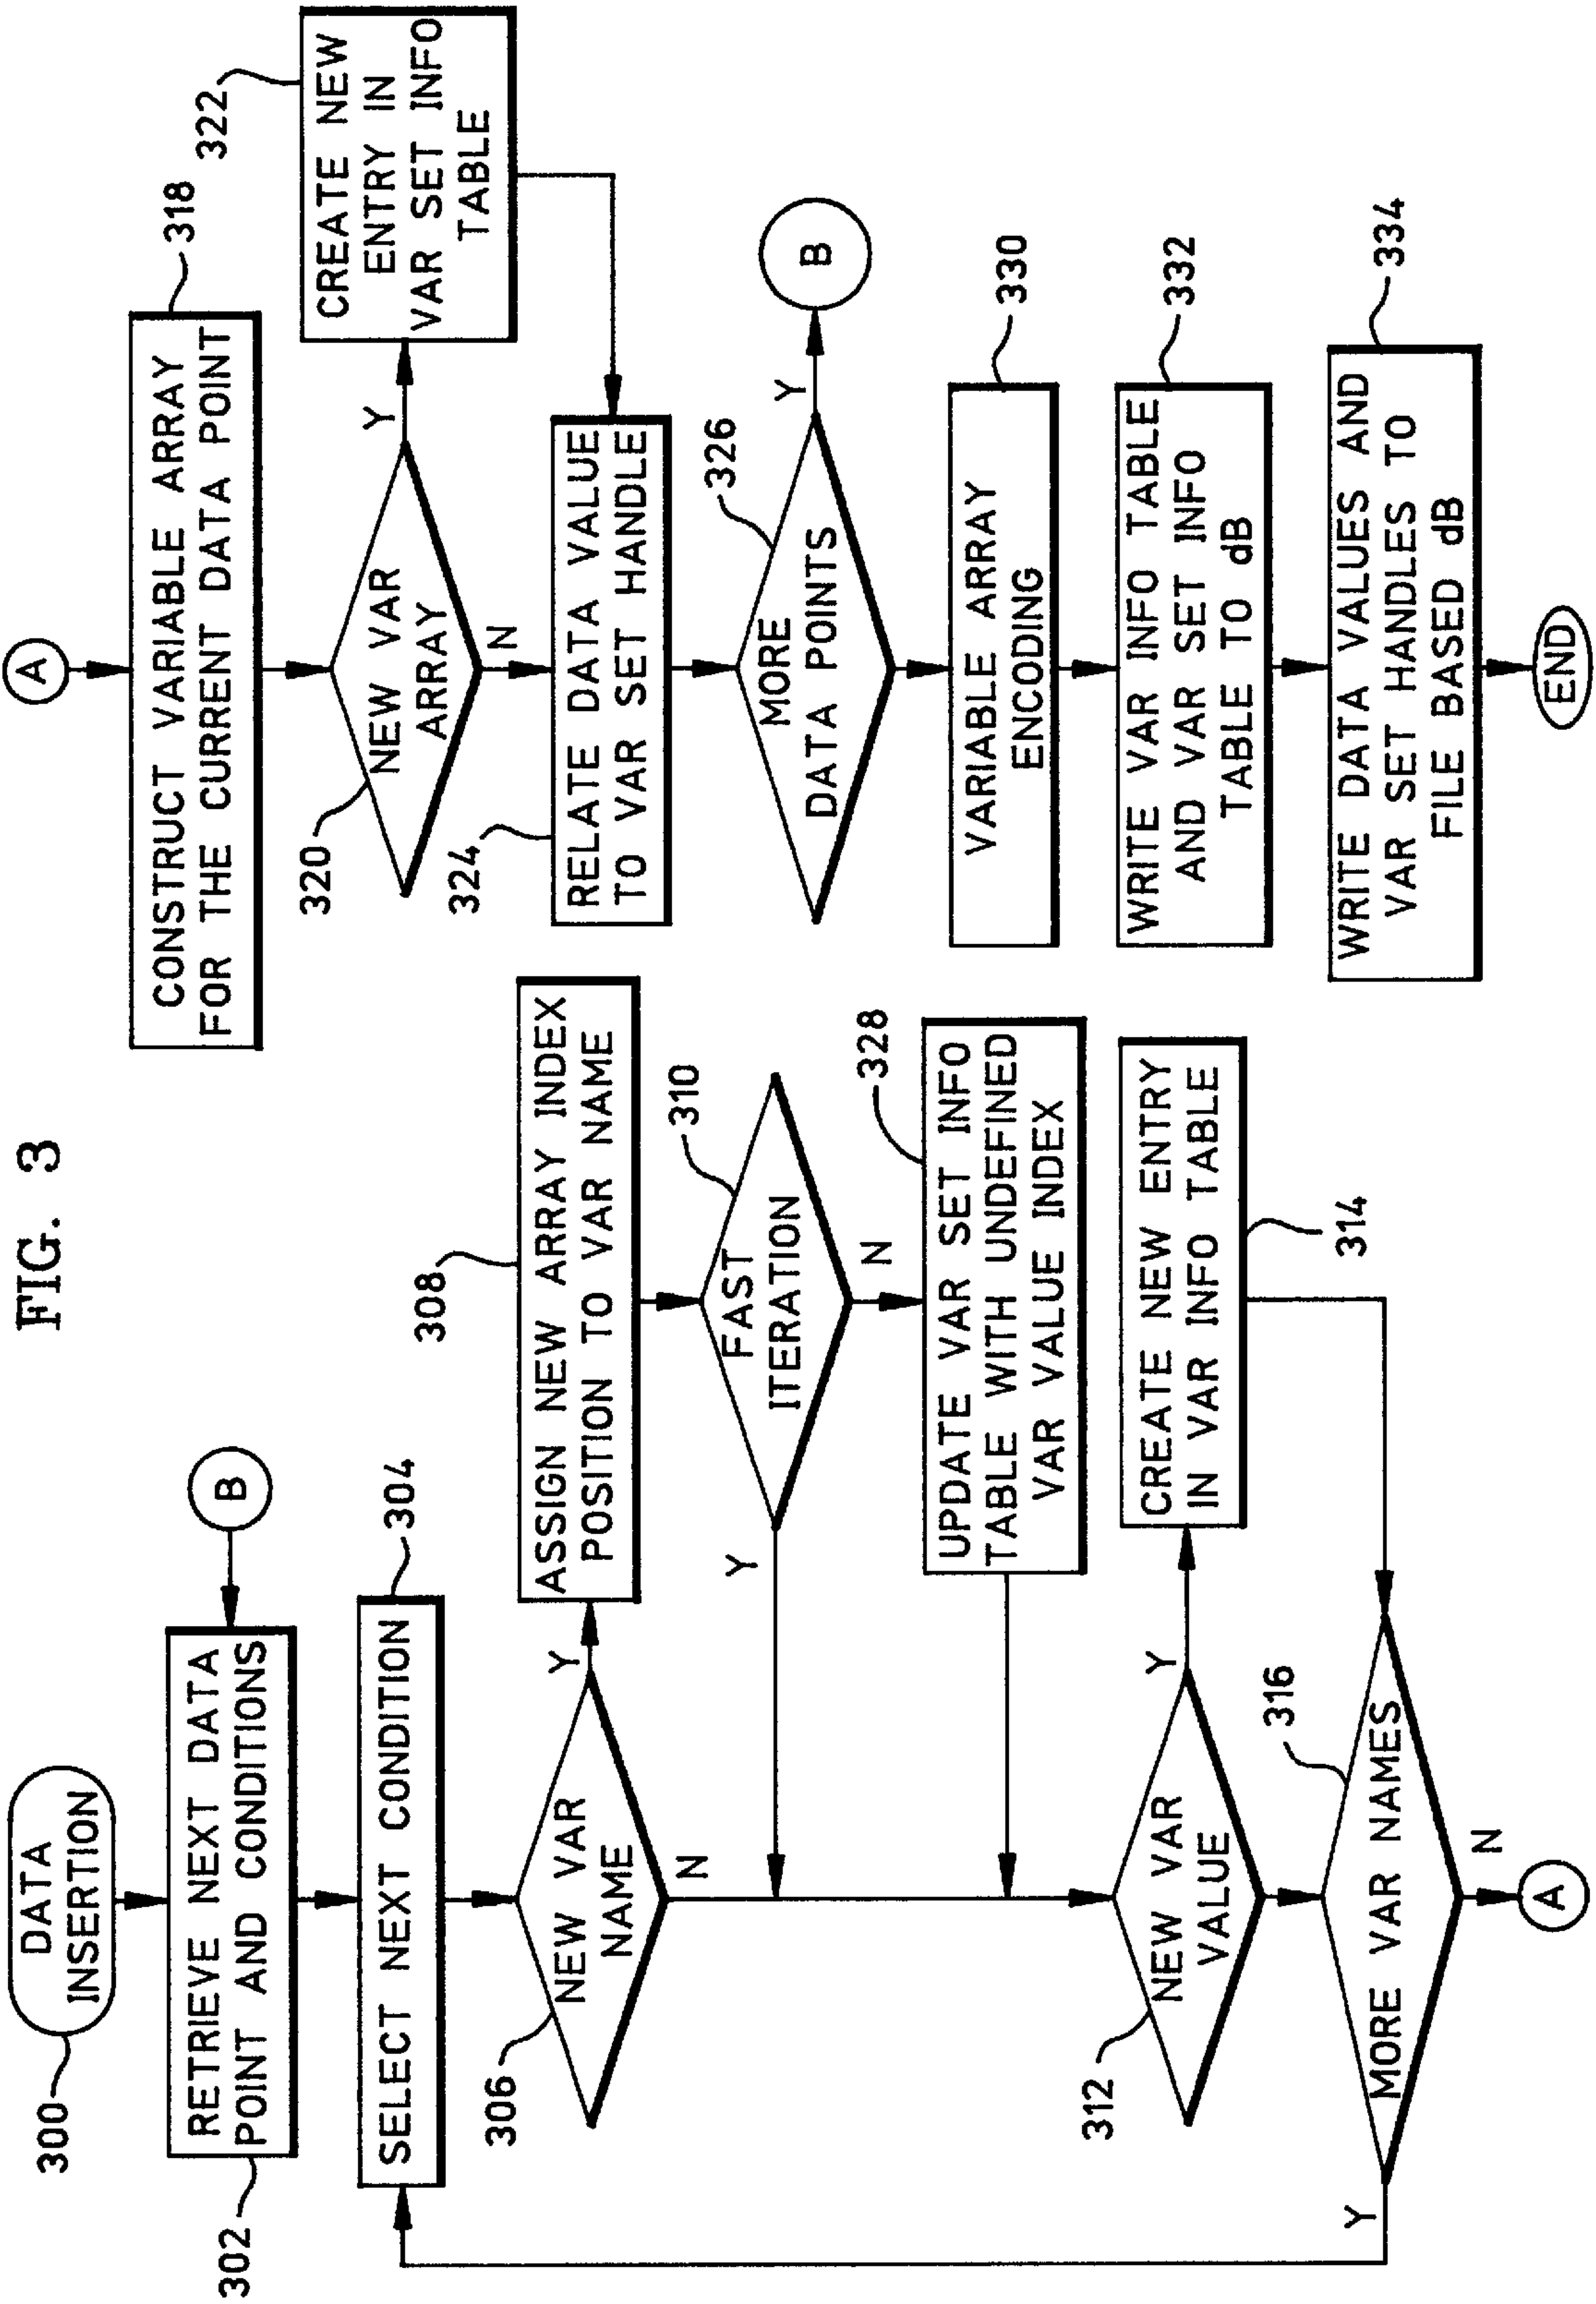 FIG. 3
DATA
INSERTION
300
RETRIEVE NEXT DATA
POINT AND CONDITIONS
302
B
SELECT NEXT CONDITION
304
NEW VAR
NAME
306
Y
N
ASSIGN NEW ARRAY INDEX
POSITION TO VAR NAME
308
FAST
ITERATION
310
Y
N
UPDATE VAR SET INFO
TABLE WITH UNDEFINED
VAR VALUE INDEX
328
NEW VAR
VALUE
312
Y
CREATE NEW ENTRY
IN VAR INFO TABLE
314
MORE VAR NAMES
316
Y
N
A
A
CONSTRUCT VARIABLE ARRAY
FOR THE CURRENT DATA POINT
318
NEW VAR
ARRAY
320
Y
N
CREATE NEW
ENTRY IN
VAR SET INFO
TABLE
322
RELATE DATA VALUE
TO VAR SET HANDLE
324
MORE
DATA POINTS
326
Y
B
VARIABLE ARRAY
ENCODING
330
WRITE VAR INFO TABLE
AND VAR SET INFO
TABLE TO dB
332
WRITE DATA VALUES AND
VAR SET HANDLES TO
FILE BASED dB
334
END